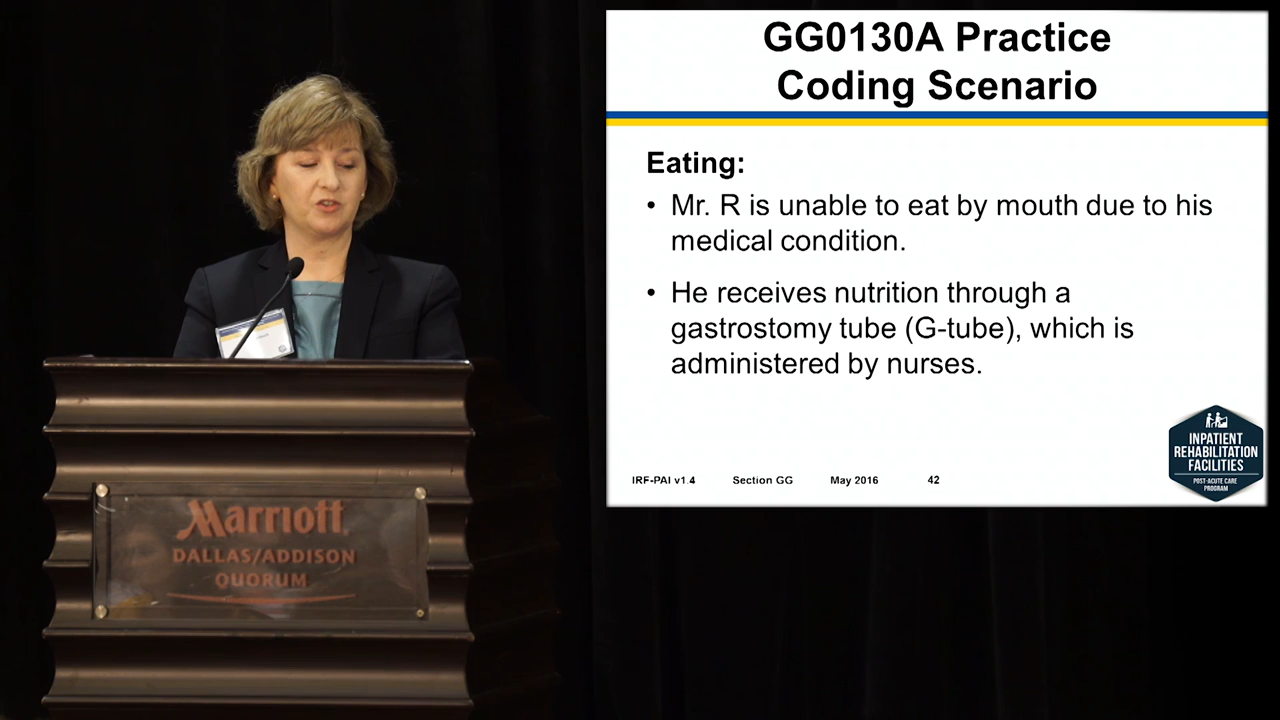 GG0130A Practice
Coding Scenario
Eating:
• Mr. R is unable to eat by mouth due to his
medical condition.
• He receives nutrition through a
gastrostomy tube (G-tube), which is
administered by nurses.
INPATIENT
REHABILITATION
FACILITIES
POST-ACUTE CARE
PROGRAM
IRF-PAI v1.4 Section GG May 2016 42
Marriott
DALLAS/ADDISON
QUORUM